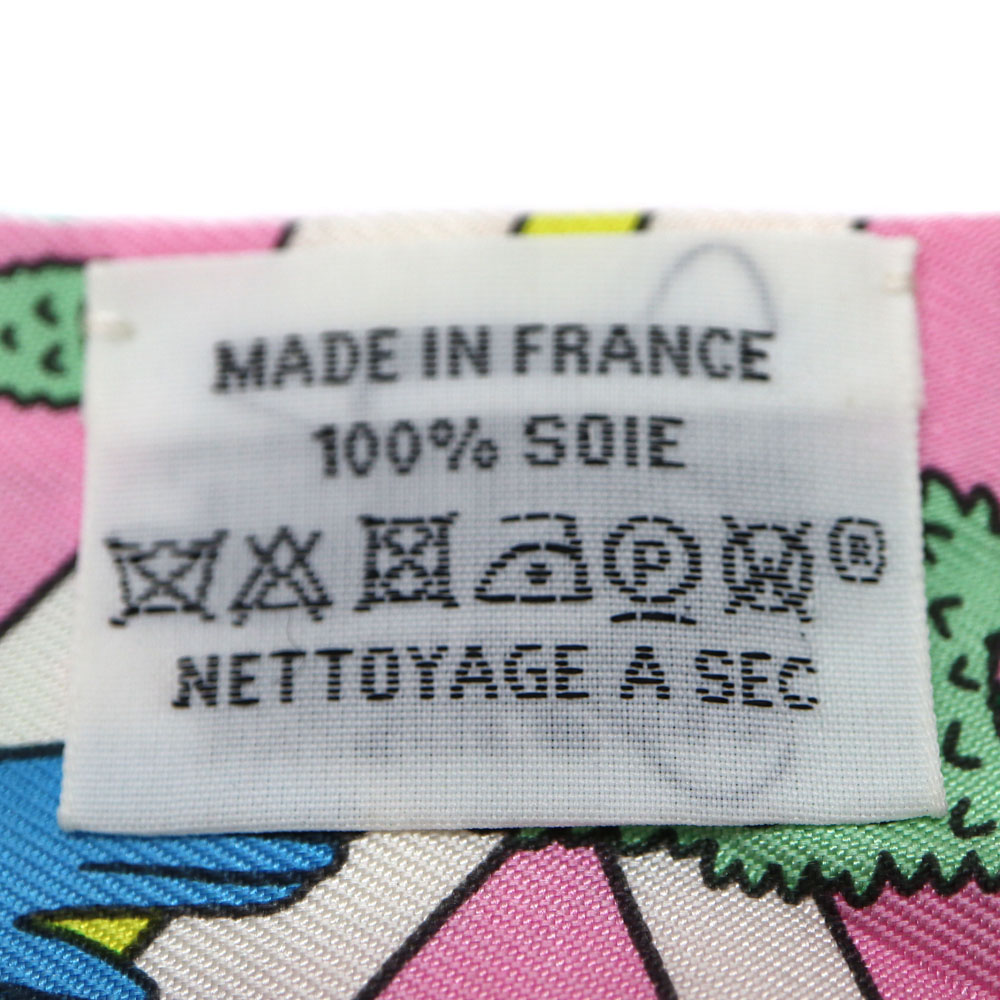 MADE IN FRANCE
100% SOIE
P W ®
NETTOYAGE A SEC